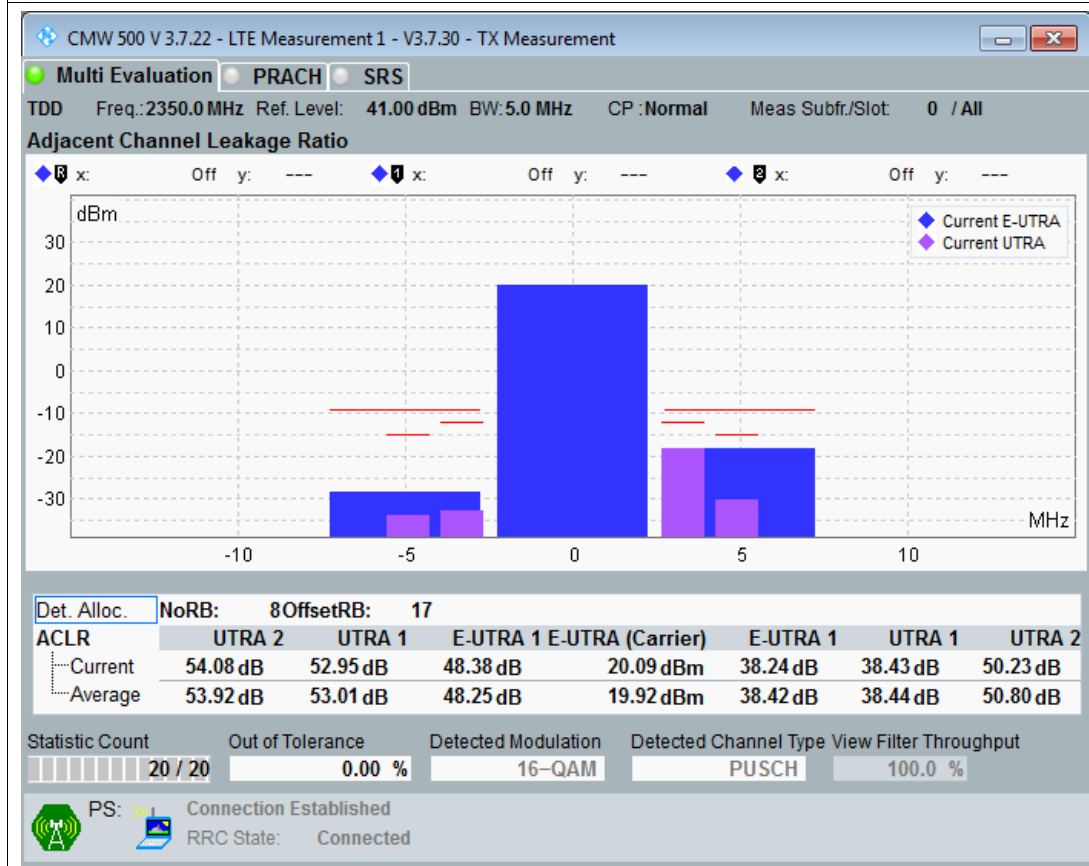 CMW 500 V 3.7.22 - LTE Measurement 1 - V3.7.30 - TX Measurement
Multi Evaluation PRACH SRS
TDD Freq.: 2350.0 MHz Ref. Level: 41.00 dBm BW: 5.0 MHz CP : Normal Meas Subfr./Slot: 0 / All
Adjacent Channel Leakage Ratio
R x: Off y: --- 1 x: Off y: --- 2 x: Off y: ---
dBm
Current E-UTRA
Current UTRA
30
20
10
0
-10
-20
-30
MHz
-10 -5 0 5 10
Det. Alloc. NoRB: 8 OffsetRB: 17
ACLR UTRA 2 UTRA 1 E-UTRA 1 E-UTRA (Carrier) E-UTRA 1 UTRA 1 UTRA 2
Current 54.08 dB 52.95 dB 48.38 dB 20.09 dBm 38.24 dB 38.43 dB 50.23 dB
Average 53.92 dB 53.01 dB 48.25 dB 19.92 dBm 38.42 dB 38.44 dB 50.80 dB
Statistic Count Out of Tolerance Detected Modulation Detected Channel Type View Filter Throughput
20 / 20 0.00 % 16-QAM PUSCH 100.0 %
PS: Connection Established
RRC State: Connected